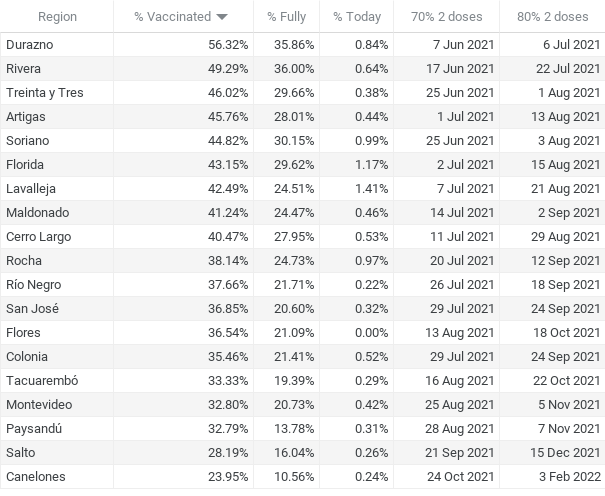 Region % Vaccinated % Fully % Today 70% 2 doses 80% 2 doses
Durazno 56.32% 35.86% 0.84% 7 Jun 2021 6 Jul 2021
Rivera 49.29% 36.00% 0.64% 17 Jun 2021 22 Jul 2021
Treinta y Tres 46.02% 29.66% 0.38% 25 Jun 2021 1 Aug 2021
Artigas 45.76% 28.01% 0.44% 1 Jul 2021 13 Aug 2021
Soriano 44.82% 30.15% 0.99% 25 Jun 2021 3 Aug 2021
Florida 43.15% 29.62% 1.17% 2 Jul 2021 15 Aug 2021
Lavalleja 42.49% 24.51% 1.41% 7 Jul 2021 21 Aug 2021
Maldonado 41.24% 24.47% 0.46% 14 Jul 2021 2 Sep 2021
Cerro Largo 40.47% 27.95% 0.53% 11 Jul 2021 29 Aug 2021
Rocha 38.14% 24.73% 0.97% 20 Jul 2021 12 Sep 2021
Río Negro 37.66% 21.71% 0.22% 26 Jul 2021 18 Sep 2021
San José 36.85% 20.60% 0.32% 29 Jul 2021 24 Sep 2021
Flores 36.54% 21.09% 0.00% 13 Aug 2021 18 Oct 2021
Colonia 35.46% 21.41% 0.52% 29 Jul 2021 24 Sep 2021
Tacuarembó 33.33% 19.39% 0.29% 16 Aug 2021 22 Oct 2021
Montevideo 32.80% 20.73% 0.42% 25 Aug 2021 5 Nov 2021
Paysandú 32.79% 13.78% 0.31% 28 Aug 2021 7 Nov 2021
Salto 28.19% 16.04% 0.26% 21 Sep 2021 15 Dec 2021
Canelones 23.95% 10.56% 0.24% 24 Oct 2021 3 Feb 2022